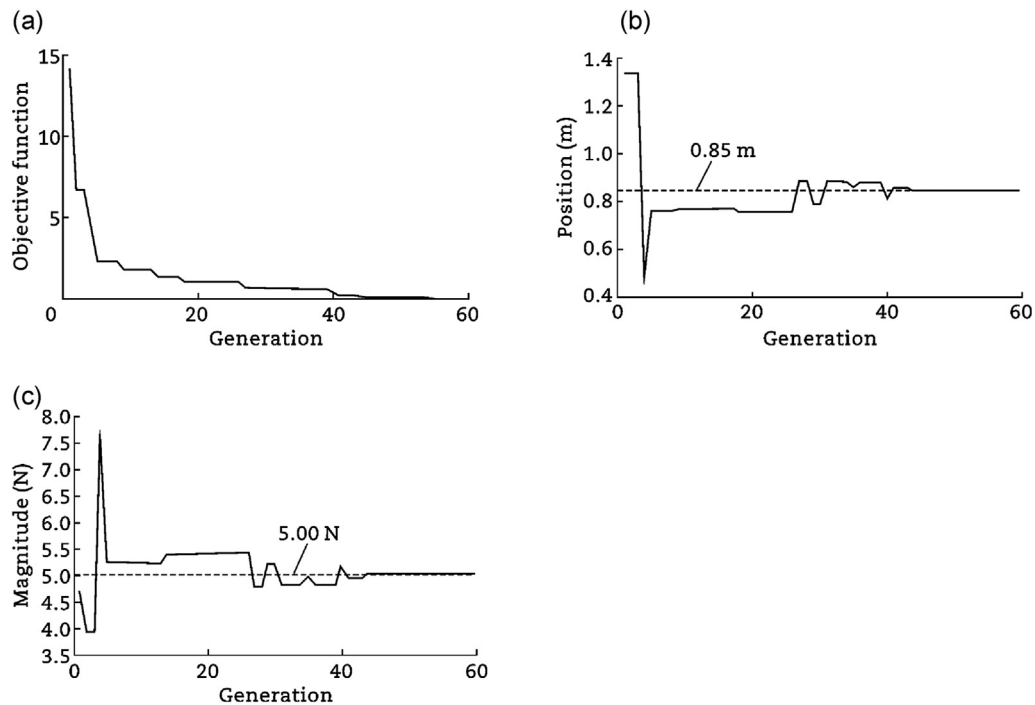 (a)
15
10
5
0
20
40
60
Objective function
Generation
(b)
1.4
1.2
1.0
0.8
0.6
0.4
0
20
40
60
Position (m)
0.85 m
Generation
(c)
8.0
7.5
7.0
6.5
6.0
5.5
5.0
4.5
4.0
3.5
0
20
40
60
Magnitude (N)
5.00 N
Generation